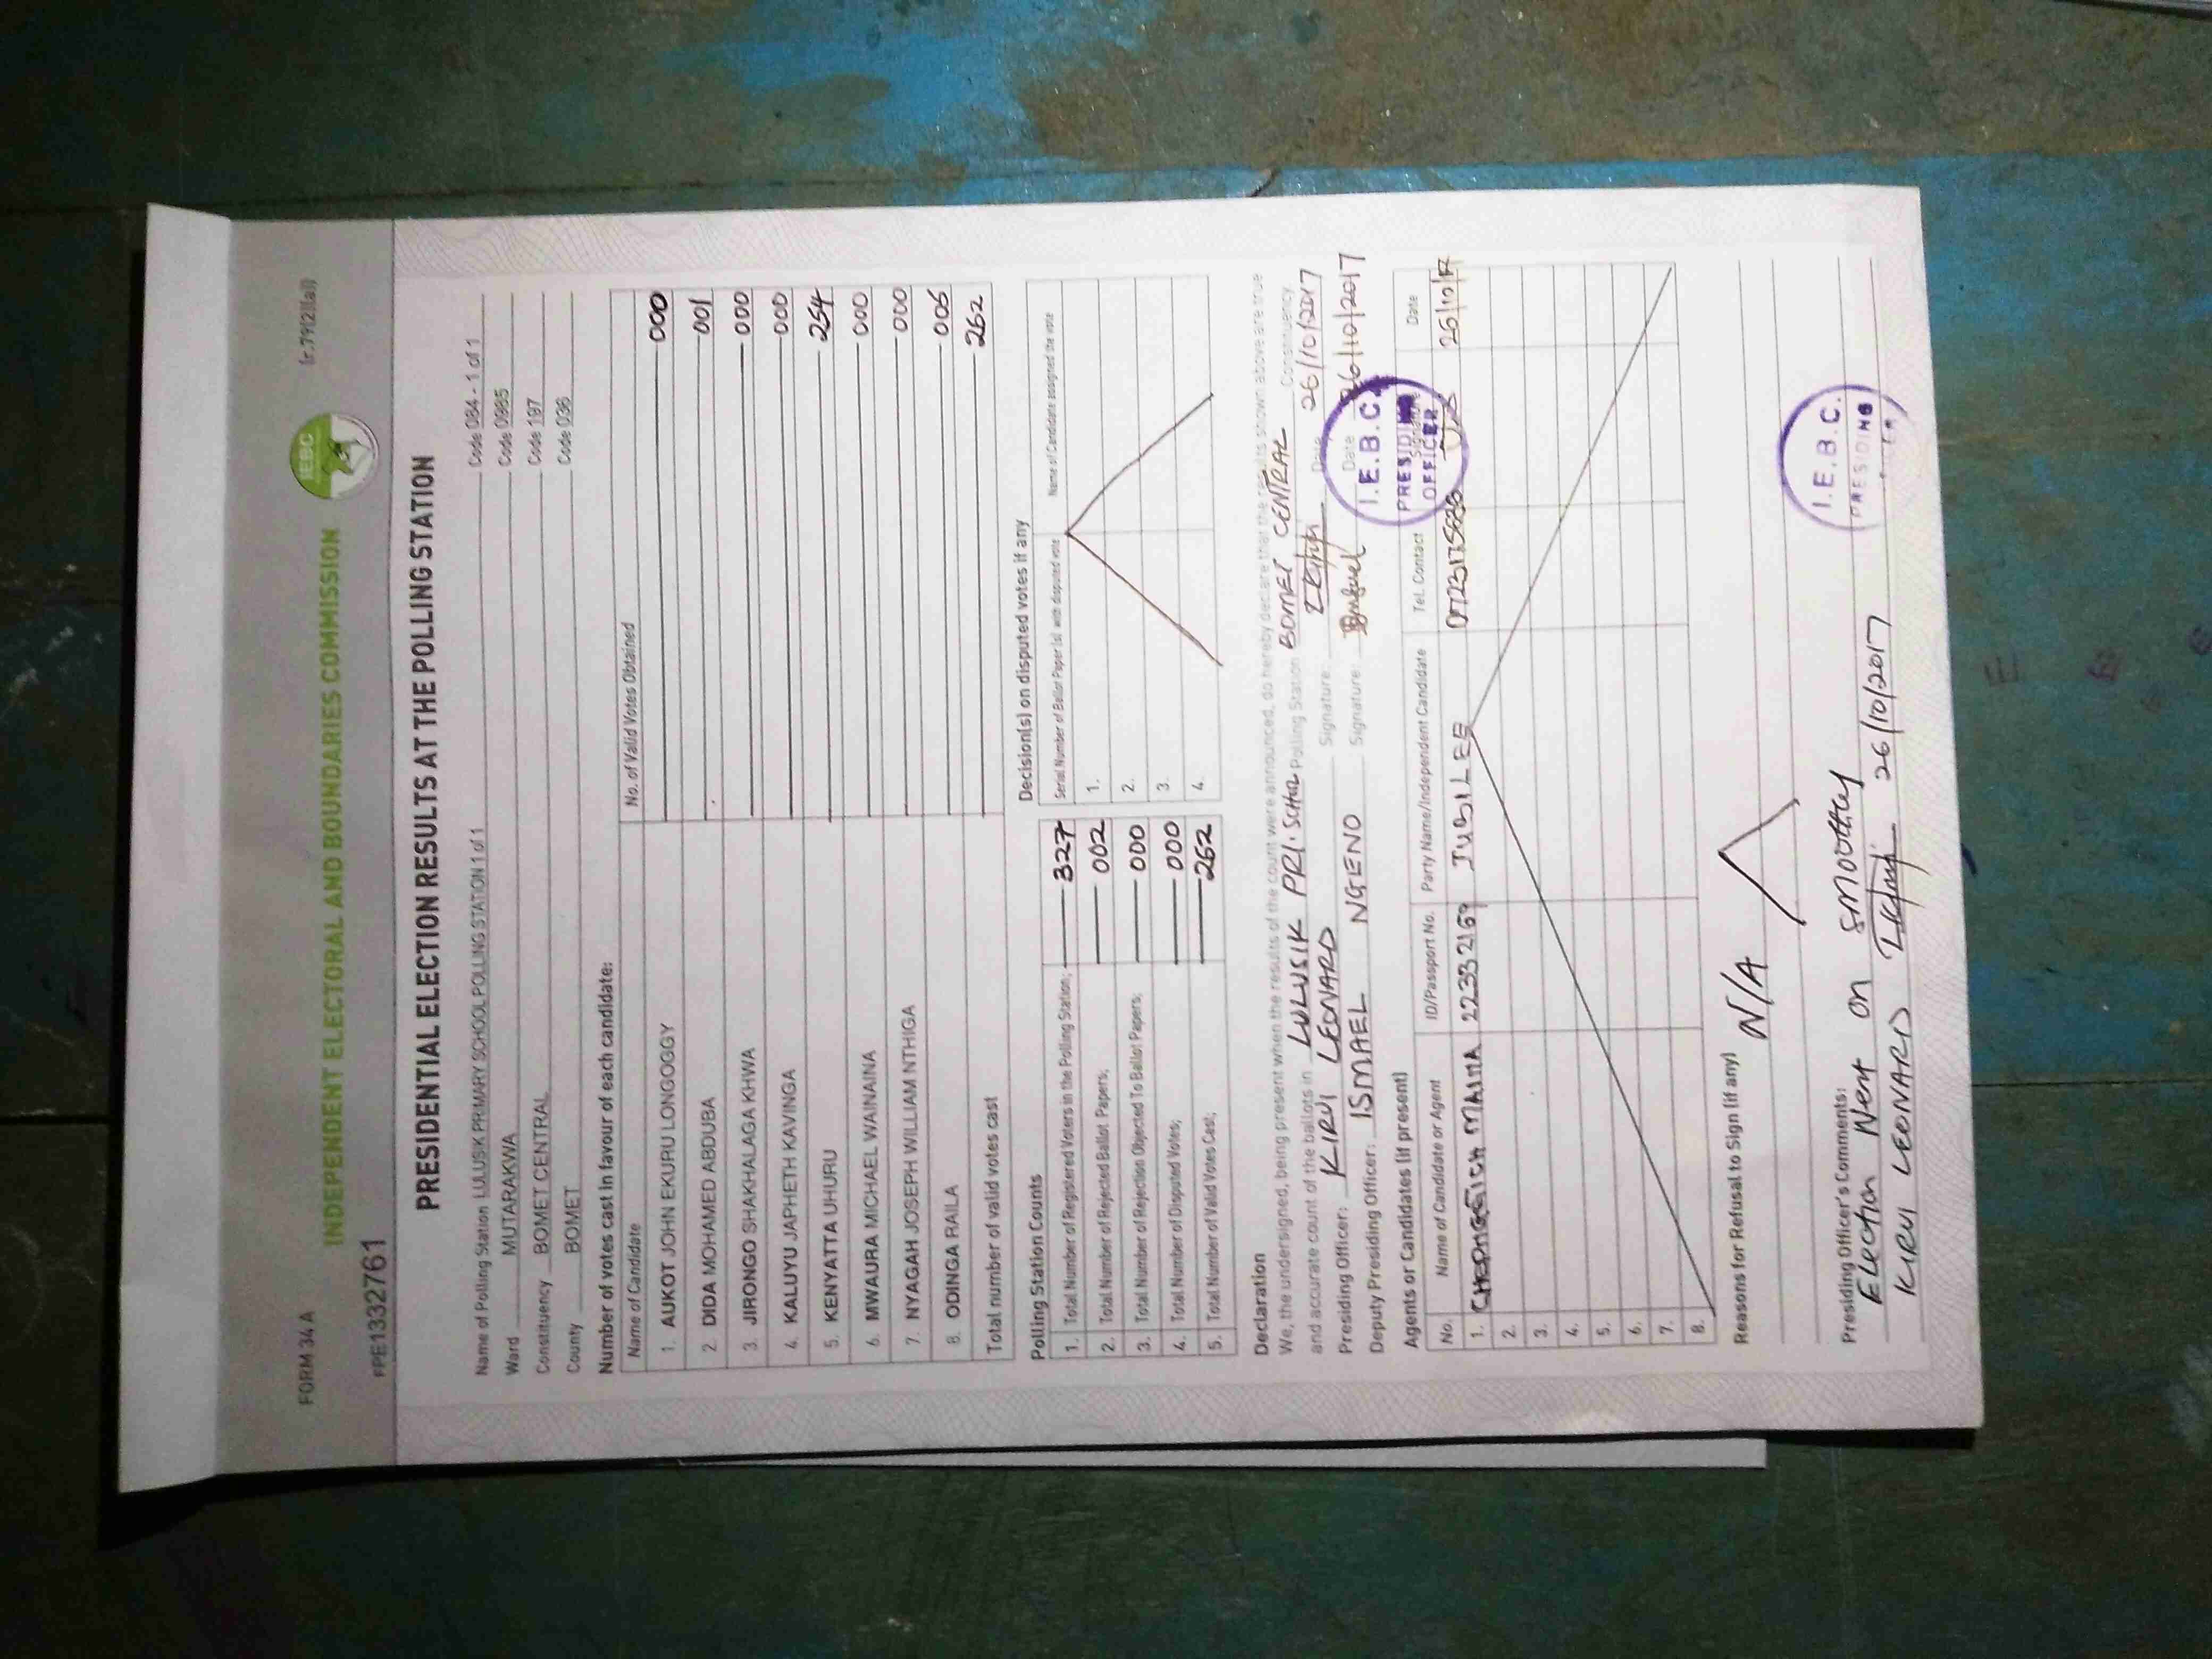 FORM 34 A
(r.79(2)(a))
IEBC
INDEPENDENT ELECTORAL AND BOUNDARIES COMMISSION
FPE1332761
PRESIDENTIAL ELECTION RESULTS AT THE POLLING STATION
Name of Polling Station LULUSIK PRIMARY SCHOOL POLLING STATION 1 of 1 Code 084 - 1 of 1
Ward MUTARAKWA Code 0985
Constituency BOMET CENTRAL Code 197
County BOMET Code 036
Number of votes cast in favour of each candidate:
Name of Candidate No. of Valid Votes Obtained
1. AUKOT JOHN EKURU LONGOGGY 000
2. DIDA MOHAMED ABDUBA 001
3. JIRONGO SHAKHALAGA KHWA 000
4. KALUYU JAPHETH KAVINGA 000
5. KENYATTA UHURU 254
6. MWAURA MICHAEL WAINAINA 000
7. NYAGAH JOSEPH WILLIAM NTHIGA 000
8. ODINGA RAILA 006
Total number of valid votes cast 262
Polling Station Counts
1. Total Number of Registered Voters in the Polling Station; 327
2. Total Number of Rejected Ballot Papers; 002
3. Total Number of Rejection Objected To Ballot Papers; 000
4. Total Number of Disputed Votes; 000
5. Total Number of Valid Votes Cast; 262
Decision(s) on disputed votes if any
Serial Number of Ballot Paper (s) with disputed vote Name of Candidate assigned the vote
1.
2.
3.
4.
Declaration
We, the undersigned, being present when the results of the count were announced, do hereby declare that the results shown above are true
and accurate count of the ballots in LULUSIK PRI. SCHOOL Polling Station BOMET CENTRAL Constituency
Presiding Officer: KIRUI LEONARD Signature: Date 26/10/2017
Deputy Presiding Officer: ISMAEL NGENO Signature: Date 26/10/2017
Agents or Candidates (if present)
No. Name of Candidate or Agent ID/Passport No. Party Name/Independent Candidate Tel. Contact Signature Date
1. CHEPNGEICH MAINA 22332169 JUBILEE 26/10/17
2.
3.
4.
5.
6.
7.
8.
I.E.B.C.
PRESIDING
OFFICER
Reasons for Refusal to Sign (if any)
N/A
Presiding Officer's Comments:
Election Went on smoothly
KIRUI LEONARD 26/10/2017
I.E.B.C.
PRESIDING